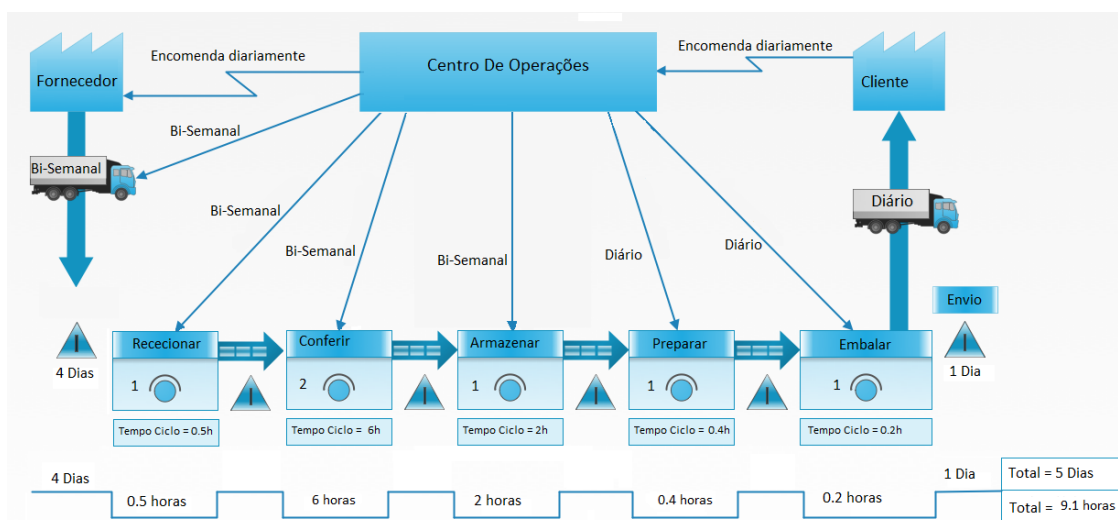 Encomenda diariamente
Encomenda diariamente
Fornecedor
Centro De Operações
Cliente
Bi-Semanal
Bi-Semanal
Diário
Bi-Semanal
Bi-Semanal
Bi-Semanal
Diário
Diário
Envio
I
Rececionar
Conferir
Armazenar
Preparar
Embalar
I
4 Dias
1
I
2
I
1
I
1
I
1
1 Dia
Tempo Ciclo = 0.5h
Tempo Ciclo = 6h
Tempo Ciclo = 2h
Tempo Ciclo = 0.4h
Tempo Ciclo = 0.2h
4 Dias
0.5 horas
6 horas
2 horas
0.4 horas
0.2 horas
1 Dia
Total = 5 Dias
Total = 9.1 horas